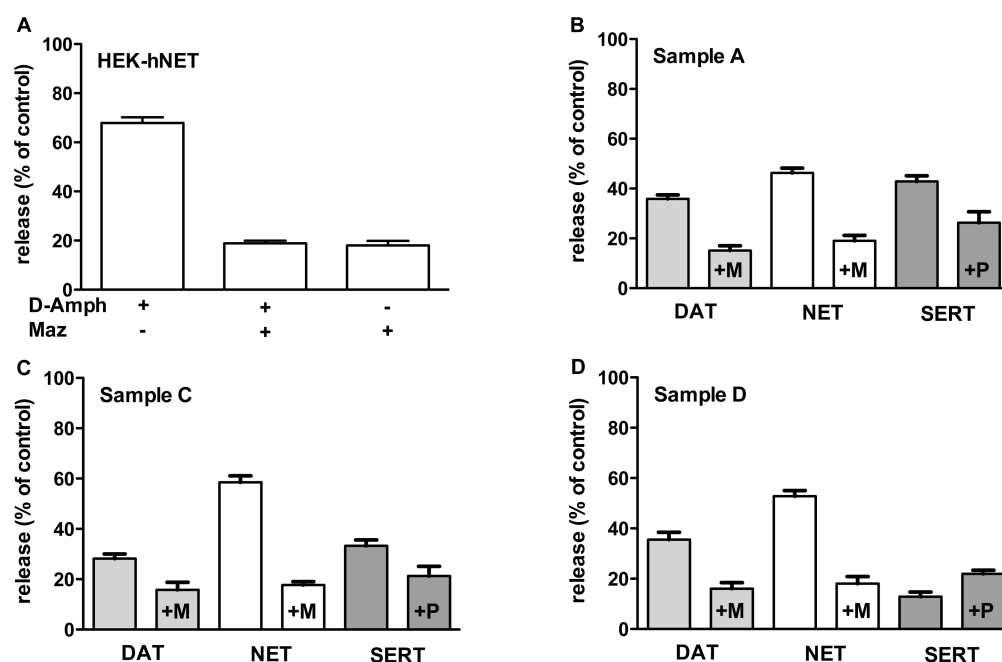 A
HEK-hNET
release (% of control)
100
80
60
40
20
0
D-Amph + + -
Maz - + +
B
Sample A
release (% of control)
100
80
60
40
20
0
+M +M +P
DAT NET SERT
C
Sample C
release (% of control)
100
80
60
40
20
0
+M +M +P
DAT NET SERT
D
Sample D
release (% of control)
100
80
60
40
20
0
+M +M +P
DAT NET SERT